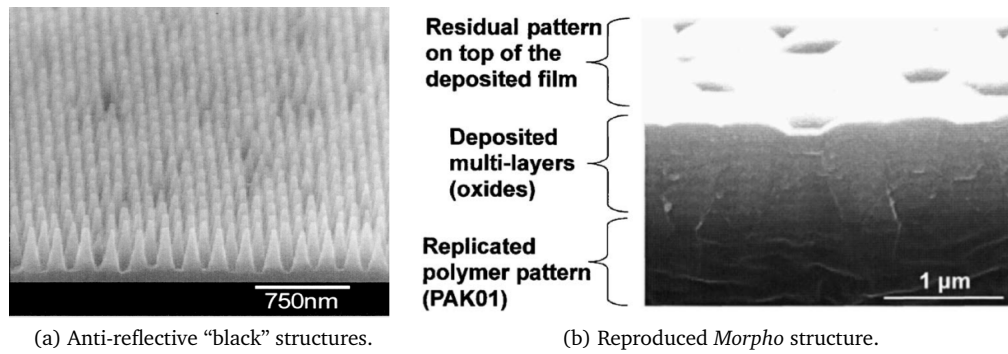 750nm
(a) Anti-reflective “black” structures.
Residual pattern
on top of the
deposited film
Deposited
multi-layers
(oxides)
Replicated
polymer pattern
(PAK01)
1 µm
(b) Reproduced Morpho structure.